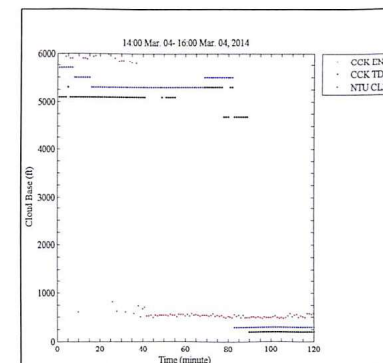 14:00 Mar. 04- 16:00 Mar. 04, 2014
CCK EN
CCK TD
NTU CL
Cloud Base (ft)
6000
5000
4000
3000
2000
1000
0
0 20 40 60 80 100 120
Time (minute)